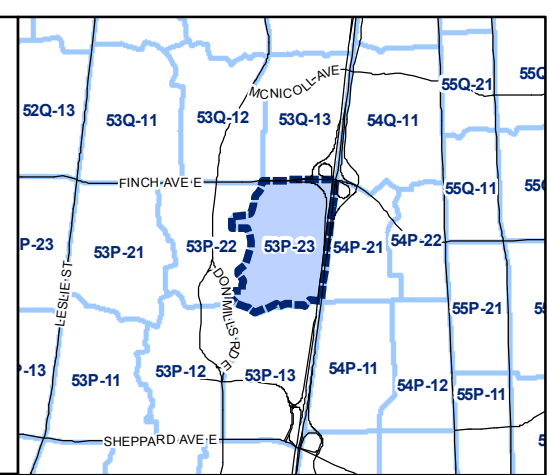 55Q-21
MCNICOLL AVE
52Q-13
53Q-11
53Q-12
53Q-13
54Q-11
FINCH AVE E
55Q-11
P-23
53P-21
53P-22
53P-23
54P-21
54P-22
LESLIE ST
DON MILLS RD E
55P-21
-13
53P-11
53P-12
53P-13
54P-11
54P-12
55P-11
SHEPPARD AVE E